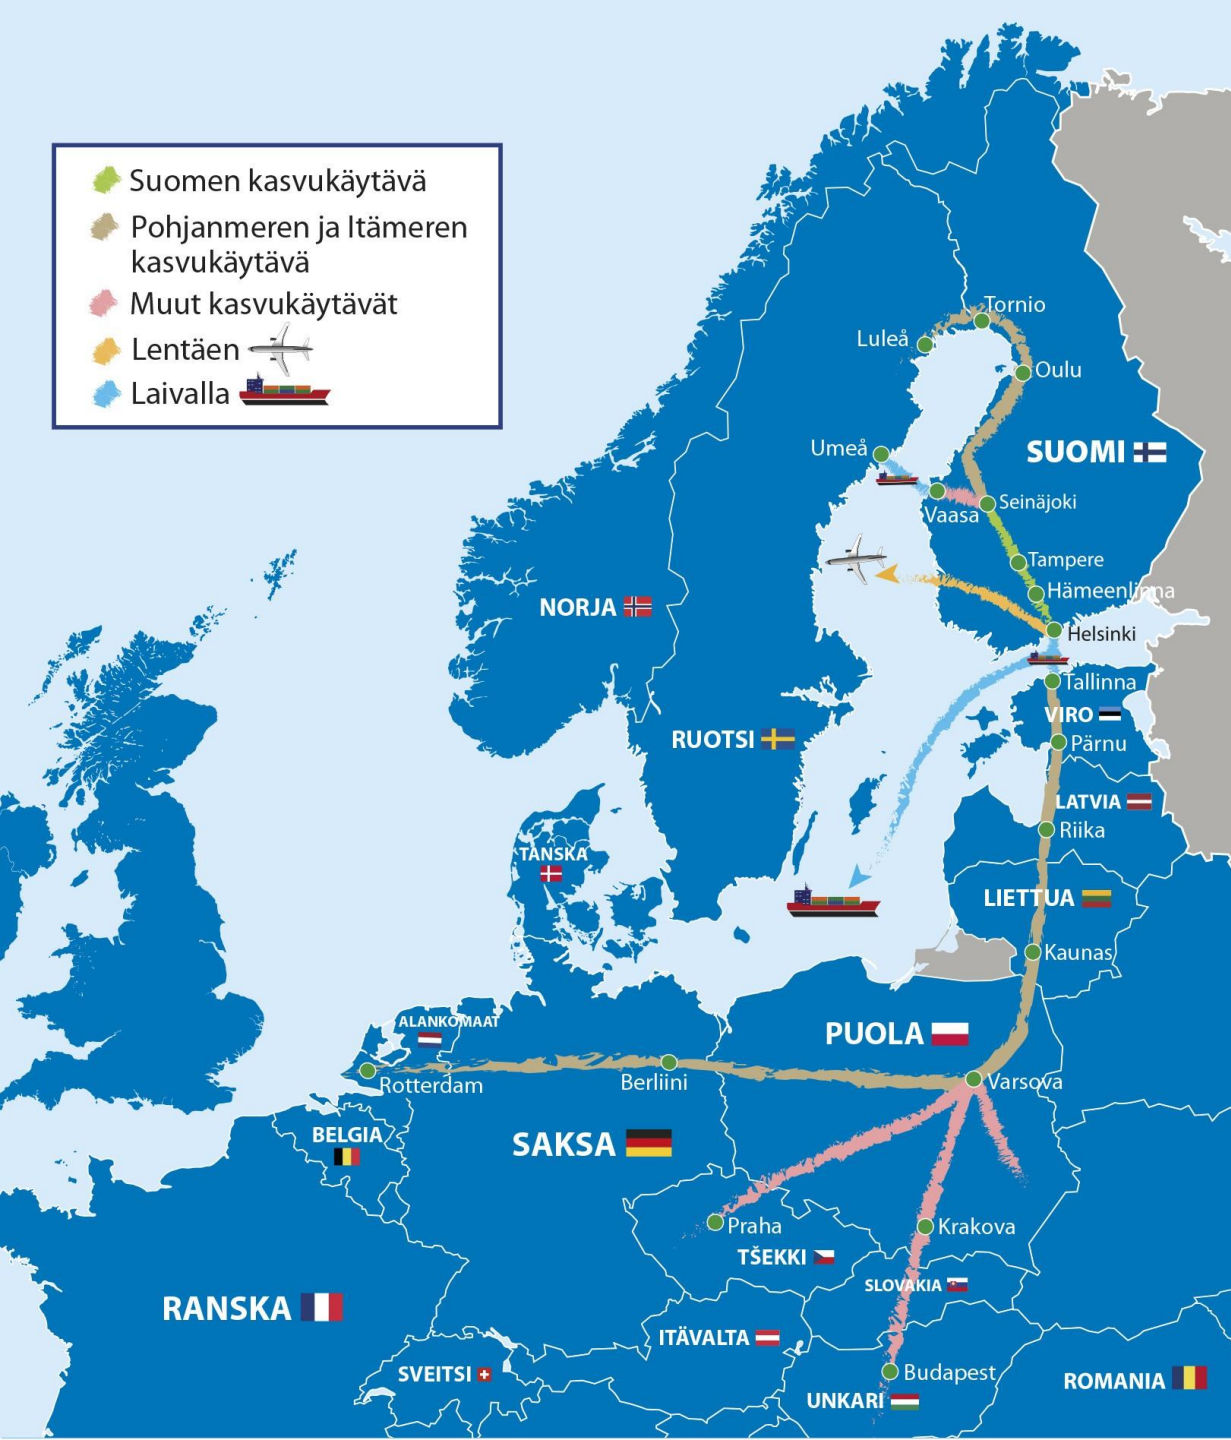 Suomen kasvukäytävä
Pohjanmeren ja Itämeren
kasvukäytävä
Muut kasvukäytävät
Lentäen
Laivalla
Tornio
Luleå
Oulu
Umeå
SUOMI
Vaasa
Seinäjoki
Tampere
Hämeenlinna
NORJA
Helsinki
Tallinna
VIRO
RUOTSI
Pärnu
LATVIA
Riika
TANSKA
LIETTUA
Kaunas
ALANKOMAAT
PUOLA
Rotterdam
Berliini
Varsova
BELGIA
SAKSA
Praha
Krakova
TŠEKKI
SLOVAKIA
RANSKA
ITÄVALTA
SVEITSI
Budapest
ROMANIA
UNKARI